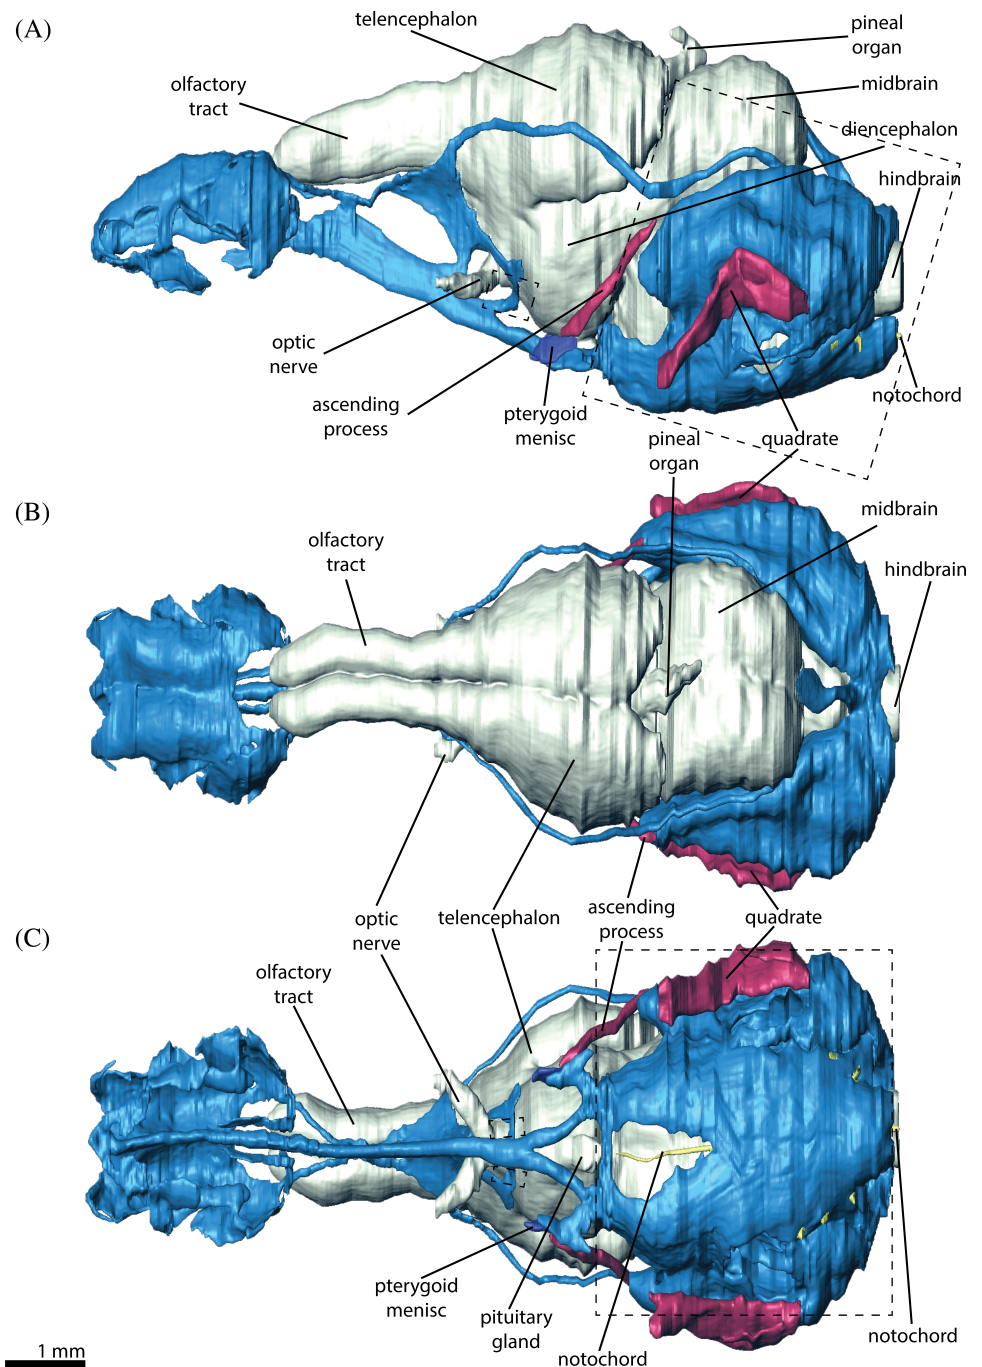 (A)
telencephalon
pineal
organ
olfactory
tract
midbrain
diencephalon
hindbrain
optic
nerve
ascending
process
pterygoid
menisc
notochord
quadrate
pineal
organ
(B)
olfactory
tract
midbrain
hindbrain
optic
nerve
telencephalon
ascending
process
quadrate
(C)
olfactory
tract
pterygoid
menisc
pituitary
gland
notochord
notochord
1 mm